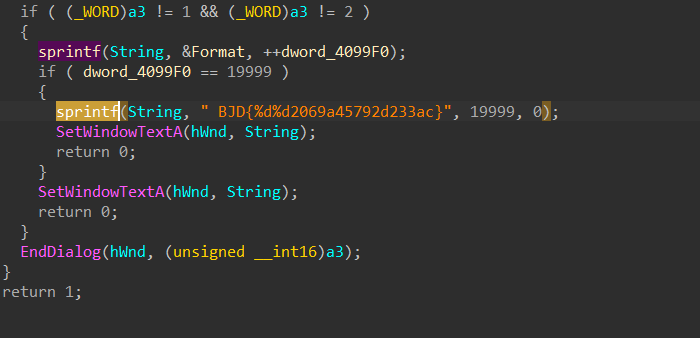 if ( (_WORD)a3 != 1 && (_WORD)a3 != 2 )
{
sprintf(String, &Format, ++dword_4099F0);
if ( dword_4099F0 == 19999 )
{
sprintf(String, " BJD{%d%d2069a45792d233ac}", 19999, 0);
SetWindowTextA(hWnd, String);
return 0;
}
SetWindowTextA(hWnd, String);
return 0;
}
EndDialog(hWnd, (unsigned __int16)a3);
}
return 1;